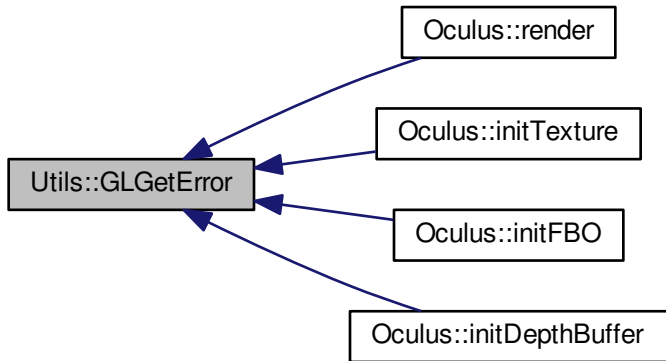 Oculus::render
Oculus::initTexture
Utils::GLGetError
Oculus::initFBO
Oculus::initDepthBuffer